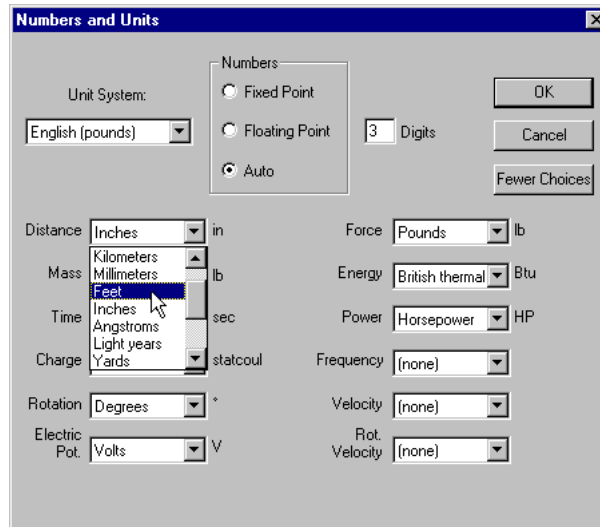 Numbers and Units
Numbers
Unit System:
Fixed Point
OK
English (pounds)
Floating Point
3 Digits
Cancel
Auto
Fewer Choices
Distance Inches in
Force Pounds lb
Kilometers
Millimeters
Feet
Inches
Angstroms
Light years
Yards
Mass lb
Energy British thermal Btu
Time sec
Power Horsepower HP
Charge statcoul
Frequency (none)
Rotation Degrees °
Velocity (none)
Electric
Pot. Volts V
Rot.
Velocity (none)